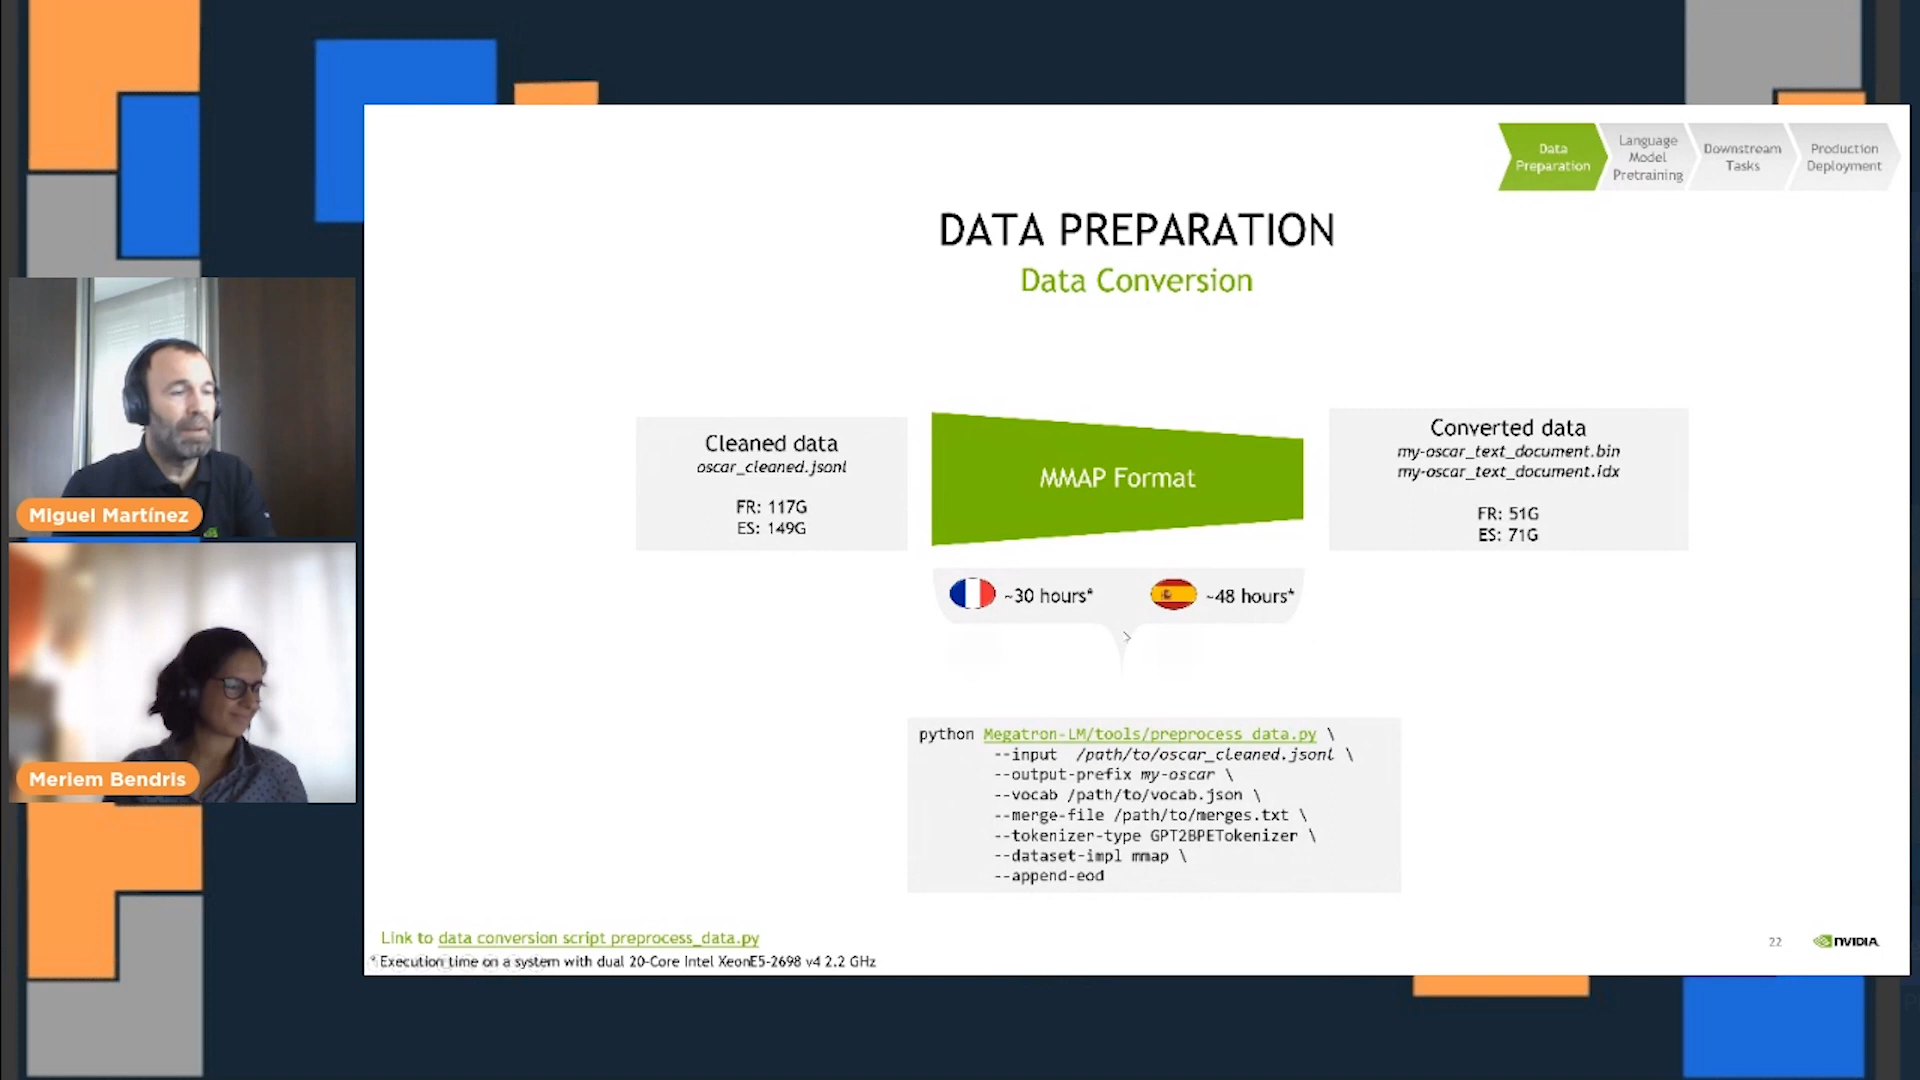 Data
Preparation
Language
Model
Pretraining
Downstream
Tasks
Production
Deployment
DATA PREPARATION
Data Conversion
Cleaned data
oscar_cleaned.jsonl
FR: 117G
ES: 149G
MMAP Format
Converted data
my-oscar_text_document.bin
my-oscar_text_document.idx
FR: 51G
ES: 71G
~30 hours*
~48 hours*
python Megatron-LM/tools/preprocess_data.py \
--input /path/to/oscar_cleaned.jsonl \
--output-prefix my-oscar \
--vocab /path/to/vocab.json \
--merge-file /path/to/merges.txt \
--tokenizer-type GPT2BPETokenizer \
--dataset-impl mmap \
--append-eod
Miguel Martínez
Meriem Bendris
Link to data conversion script preprocess_data.py
* Execution time on a system with dual 20-Core Intel XeonE5-2698 v4 2.2 GHz
22
NVIDIA